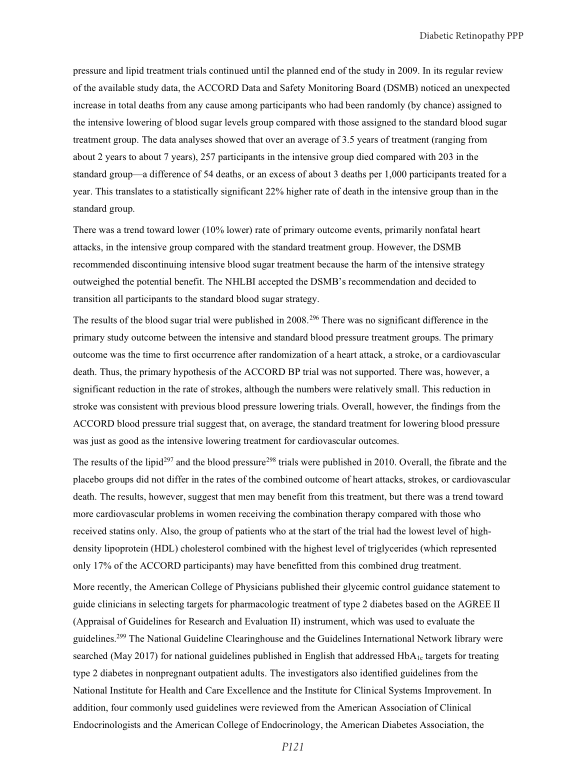 Diabetic Retinopathy PPP
pressure and lipid treatment trials continued until the planned end of the study in 2009. In its regular review
of the available study data, the ACCORD Data and Safety Monitoring Board (DSMB) noticed an unexpected
increase in total deaths from any cause among participants who had been randomly (by chance) assigned to
the intensive lowering of blood sugar levels group compared with those assigned to the standard blood sugar
treatment group. The data analyses showed that over an average of 3.5 years of treatment (ranging from
about 2 years to about 7 years), 257 participants in the intensive group died compared with 203 in the
standard group—a difference of 54 deaths, or an excess of about 3 deaths per 1,000 participants treated for a
year. This translates to a statistically significant 22% higher rate of death in the intensive group than in the
standard group.
There was a trend toward lower (10% lower) rate of primary outcome events, primarily nonfatal heart
attacks, in the intensive group compared with the standard treatment group. However, the DSMB
recommended discontinuing intensive blood sugar treatment because the harm of the intensive strategy
outweighed the potential benefit. The NHLBI accepted the DSMB's recommendation and decided to
transition all participants to the standard blood sugar strategy.
The results of the blood sugar trial were published in 2008.296 There was no significant difference in the
primary study outcome between the intensive and standard blood pressure treatment groups. The primary
outcome was the time to first occurrence after randomization of a heart attack, a stroke, or a cardiovascular
death. Thus, the primary hypothesis of the ACCORD BP trial was not supported. There was, however, a
significant reduction in the rate of strokes, although the numbers were relatively small. This reduction in
stroke was consistent with previous blood pressure lowering trials. Overall, however, the findings from the
ACCORD blood pressure trial suggest that, on average, the standard treatment for lowering blood pressure
was just as good as the intensive lowering treatment for cardiovascular outcomes.
The results of the lipid297 and the blood pressure298 trials were published in 2010. Overall, the fibrate and the
placebo groups did not differ in the rates of the combined outcome of heart attacks, strokes, or cardiovascular
death. The results, however, suggest that men may benefit from this treatment, but there was a trend toward
more cardiovascular problems in women receiving the combination therapy compared with those who
received statins only. Also, the group of patients who at the start of the trial had the lowest level of high-
density lipoprotein (HDL) cholesterol combined with the highest level of triglycerides (which represented
only 17% of the ACCORD participants) may have benefitted from this combined drug treatment.
More recently, the American College of Physicians published their glycemic control guidance statement to
guide clinicians in selecting targets for pharmacologic treatment of type 2 diabetes based on the AGREE II
(Appraisal of Guidelines for Research and Evaluation II) instrument, which was used to evaluate the
guidelines.299 The National Guideline Clearinghouse and the Guidelines International Network library were
searched (May 2017) for national guidelines published in English that addressed HbA1c targets for treating
type 2 diabetes in nonpregnant outpatient adults. The investigators also identified guidelines from the
National Institute for Health and Care Excellence and the Institute for Clinical Systems Improvement. In
addition, four commonly used guidelines were reviewed from the American Association of Clinical
Endocrinologists and the American College of Endocrinology, the American Diabetes Association, the
P121